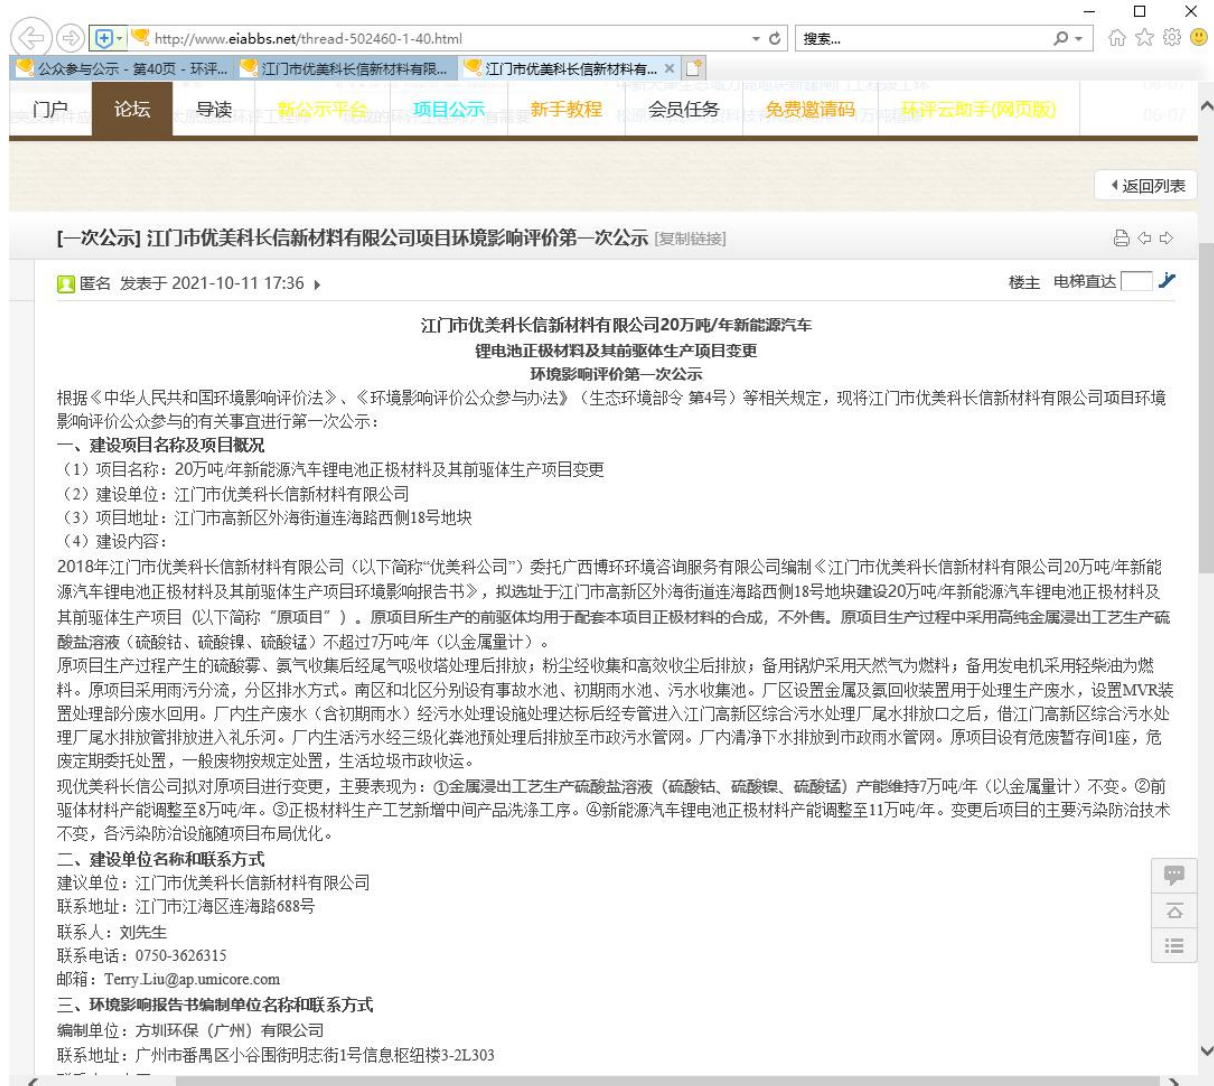 http://www.eiabbs.net/thread-502460-1-40.html
搜索...
公众参与公示 - 第40页 - 环评...
江门市优美科长信新材料有限...
江门市优美科长信新材料有...
门户 论坛 导读 新公示平台 项目公示 新手教程 会员任务 免费邀请码 环评云助手(网页版)
06-07
返回列表
[一次公示] 江门市优美科长信新材料有限公司项目环境影响评价第一次公示 [复制链接]
匿名 发表于 2021-10-11 17:36
楼主 电梯直达
江门市优美科长信新材料有限公司20万吨/年新能源汽车
锂电池正极材料及其前驱体生产项目变更
环境影响评价第一次公示
根据《中华人民共和国环境影响评价法》、《环境影响评价公众参与办法》（生态环境部令 第4号）等相关规定，现将江门市优美科长信新材料有限公司项目环境
影响评价公众参与的有关事宜进行第一次公示：
一、建设项目名称及项目概况
（1）项目名称：20万吨/年新能源汽车锂电池正极材料及其前驱体生产项目变更
（2）建设单位：江门市优美科长信新材料有限公司
（3）项目地址：江门市高新区外海街道连海路西侧18号地块
（4）建设内容：
2018年江门市优美科长信新材料有限公司（以下简称“优美科公司”）委托广西博环环境咨询服务有限公司编制《江门市优美科长信新材料有限公司20万吨/年新能
源汽车锂电池正极材料及其前驱体生产项目环境影响报告书》，拟选址于江门市高新区外海街道连海路西侧18号地块建设20万吨/年新能源汽车锂电池正极材料及
其前驱体生产项目（以下简称“原项目”）。原项目所生产的前驱体均用于配套本项目正极材料的合成，不外售。原项目生产过程中采用高纯金属浸出工艺生产硫
酸盐溶液（硫酸钴、硫酸镍、硫酸锰）不超过7万吨/年（以金属量计）。
原项目生产过程产生的硫酸雾、氨气收集后经尾气吸收塔处理后排放；粉尘经收集和高效收尘后排放；备用锅炉采用天然气为燃料；备用发电机采用轻柴油为燃
料。原项目采用雨污分流，分区排水方式。南区和北区分别设有事故水池、初期雨水池、污水收集池。厂区设置金属及氨回收装置用于处理生产废水，设置MVR装
置处理部分废水回用。厂内生产废水（含初期雨水）经污水处理设施处理达标后经专管进入江门高新区综合污水处理厂尾水排放口之后，借江门高新区综合污水处
理厂尾水排放管排放进入礼乐河。厂内生活污水经三级化粪池预处理后排放至市政污水管网。厂内清净下水排放到市政雨水管网。原项目设有危废暂存间1座，危
废定期委托处置，一般废物按规定处置，生活垃圾市政收运。
现优美科长信公司拟对原项目进行变更，主要表现为：①金属浸出工艺生产硫酸盐溶液（硫酸钴、硫酸镍、硫酸锰）产能维持7万吨/年（以金属量计）不变。②前
驱体材料产能调整至8万吨/年。③正极材料生产工艺新增中间产品洗涤工序。④新能源汽车锂电池正极材料产能调整至11万吨/年。变更后项目的主要污染防治技术
不变，各污染防治设施随项目布局优化。
二、建设单位名称和联系方式
建议单位：江门市优美科长信新材料有限公司
联系地址：江门市江海区连海路688号
联系人：刘先生
联系电话：0750-3626315
邮箱：Terry.Liu@ap.umicore.com
三、环境影响报告书编制单位名称和联系方式
编制单位：方圳环保（广州）有限公司
联系地址：广州市番禺区小谷围街明志街1号信息枢纽楼3-2L303